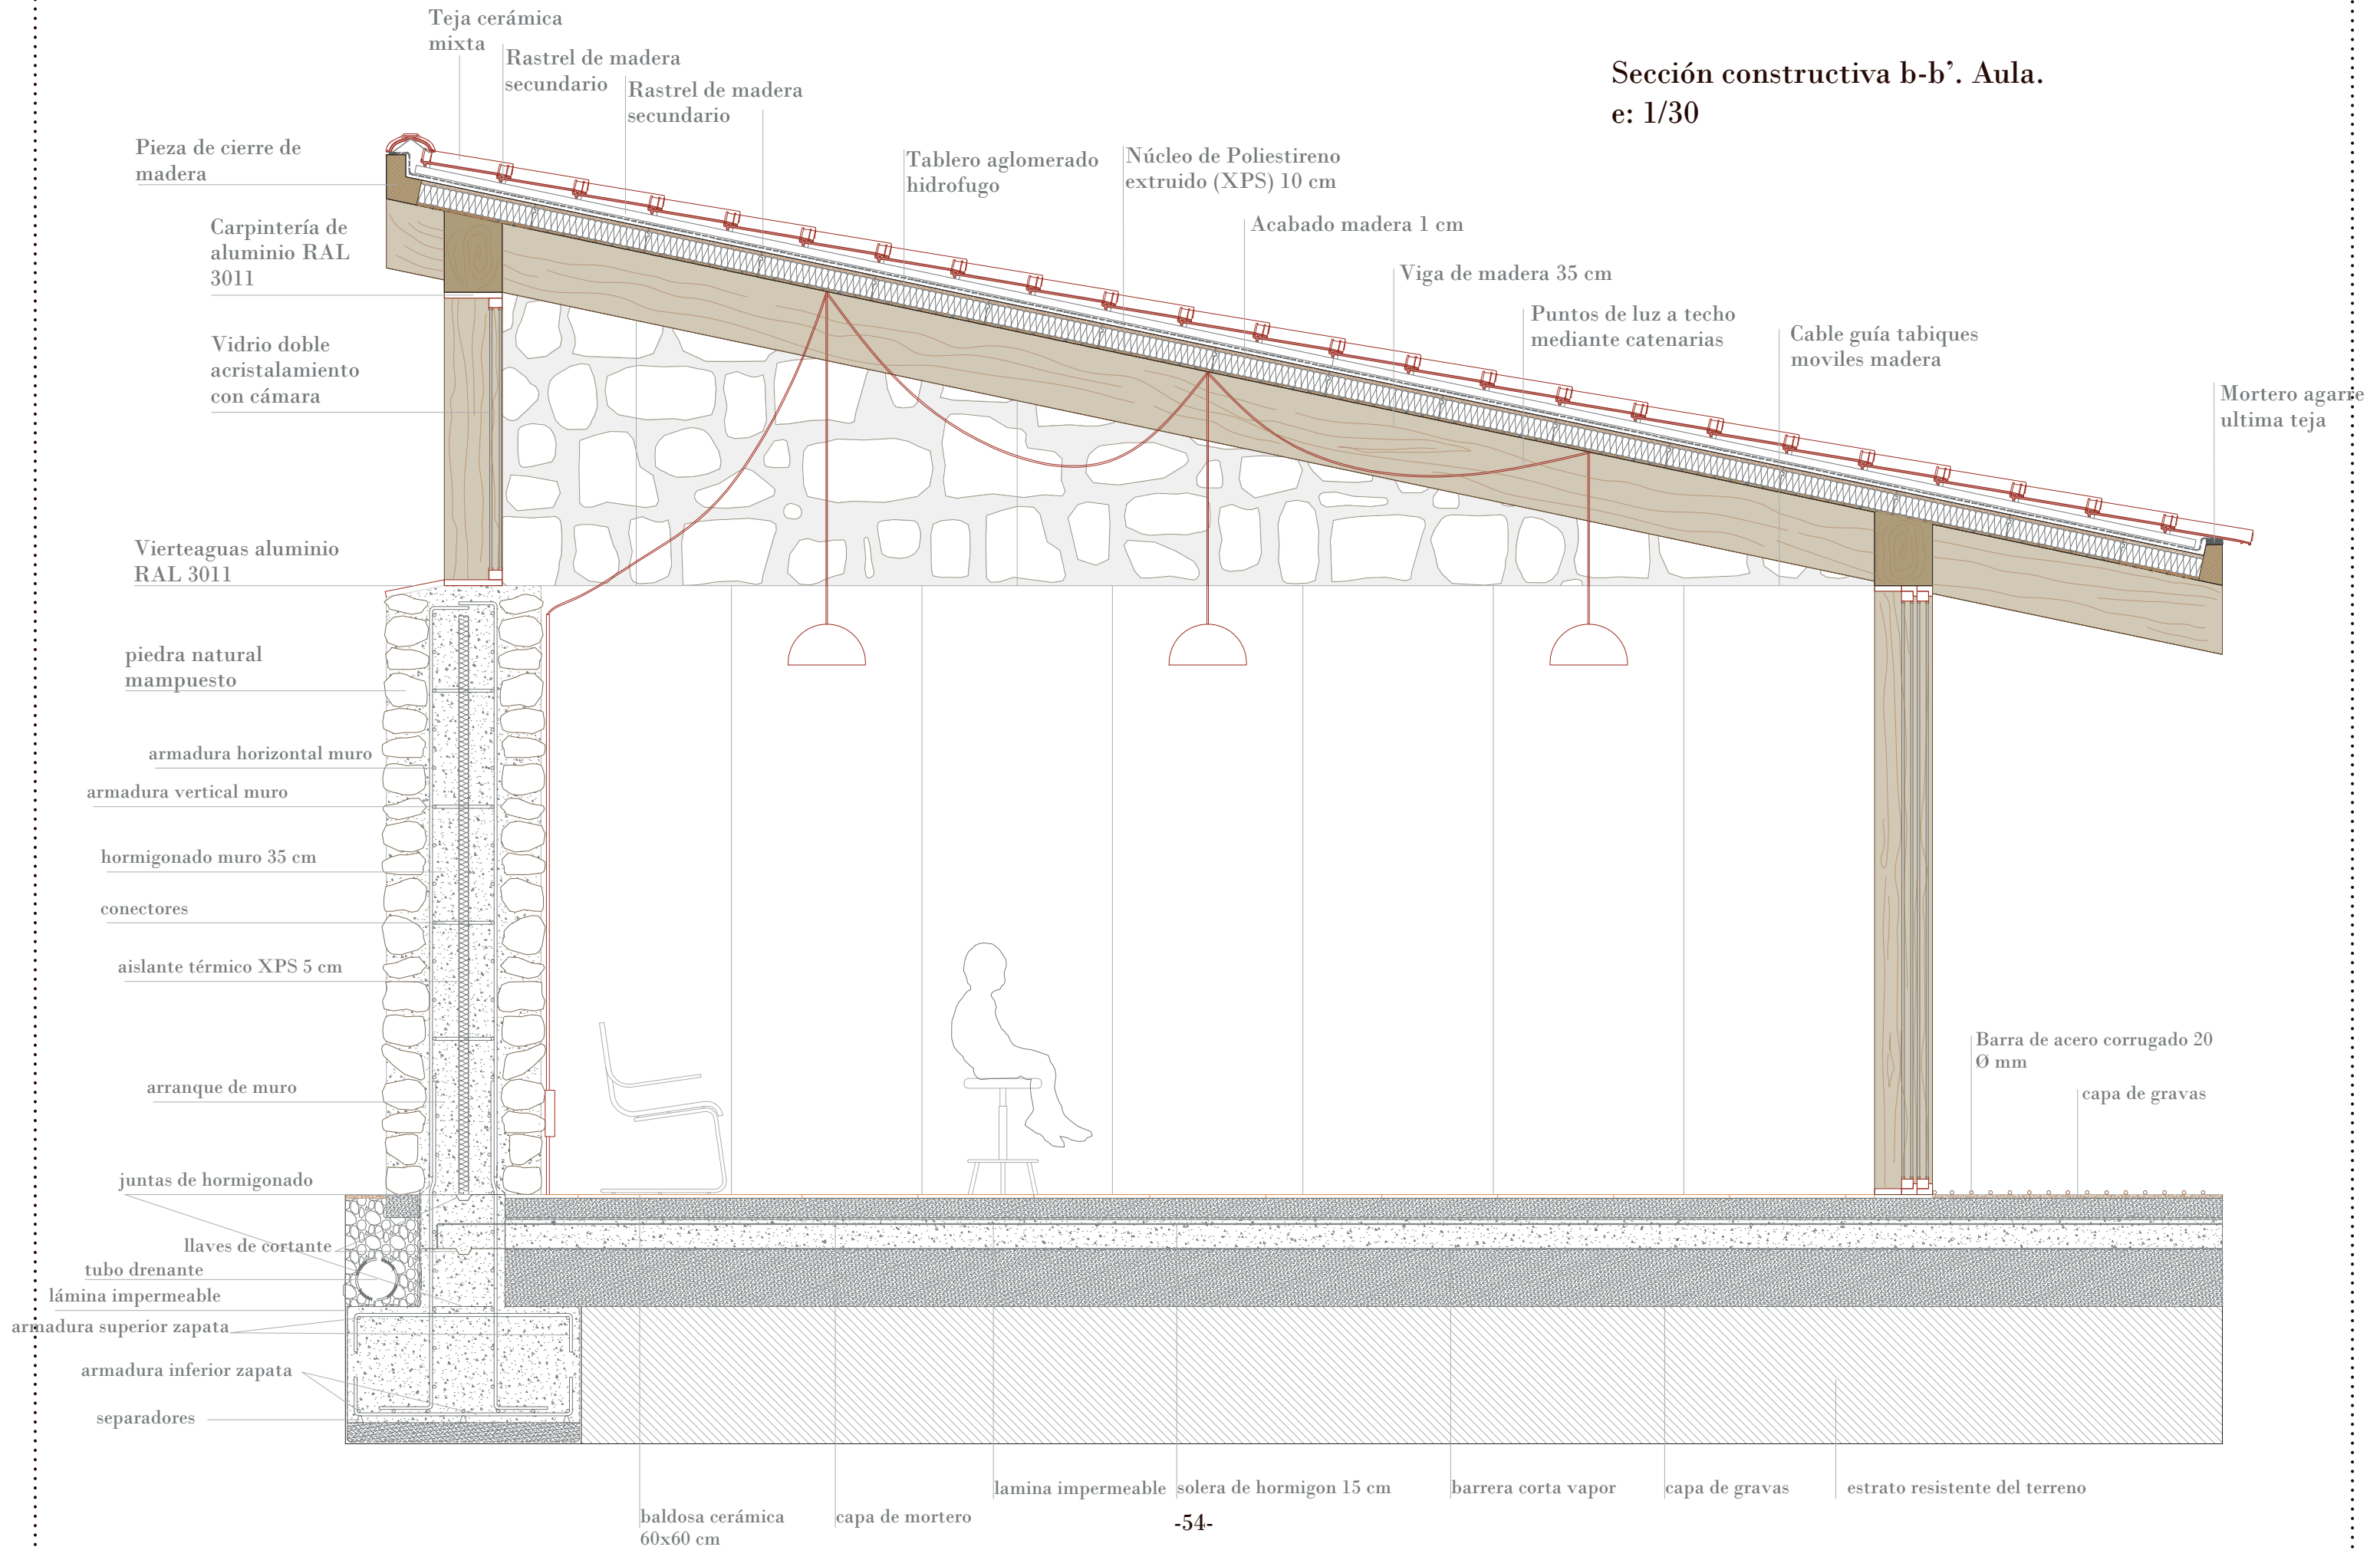 Teja cerámica
mixta
Rastrel de madera
secundario
Rastrel de madera
secundario
Sección constructiva b-b’. Aula.
e: 1/30
Pieza de cierre de
madera
Tablero aglomerado
hidrofugo
Núcleo de Poliestireno
extruido (XPS) 10 cm
Acabado madera 1 cm
Carpintería de
aluminio RAL
3011
Viga de madera 35 cm
Puntos de luz a techo
mediante catenarias
Cable guía tabiques
moviles madera
Vidrio doble
acristalamiento
con cámara
Mortero agarre
ultima teja
Vierteaguas aluminio
RAL 3011
piedra natural
mampuesto
armadura horizontal muro
armadura vertical muro
hormigonado muro 35 cm
conectores
aislante térmico XPS 5 cm
Barra de acero corrugado 20
Ø mm
arranque de muro
capa de gravas
juntas de hormigonado
llaves de cortante
tubo drenante
lámina impermeable
armadura superior zapata
armadura inferior zapata
separadores
lamina impermeable
solera de hormigon 15 cm
barrera corta vapor
capa de gravas
estrato resistente del terreno
baldosa cerámica
60x60 cm
capa de mortero
-54-